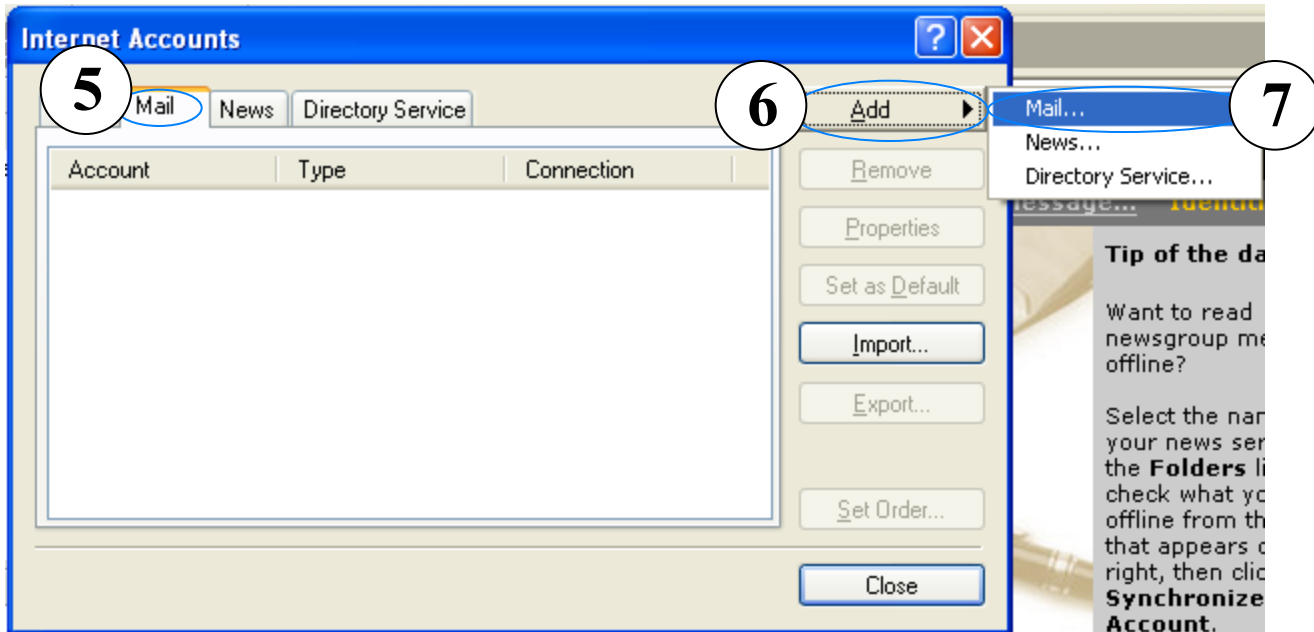 Internet Accounts
5
Mail
News
Directory Service
6
Add
7
Mail...
News...
Directory Service...
Account Type Connection
Remove
Properties
Set as Default
Import...
Export...
Set Order...
Close
essage...
Tip of the da
Want to read
newsgroup me
offline?
Select the nar
your news ser
the Folders li
check what yo
offline from th
that appears o
right, then clic
Synchronize
Account.